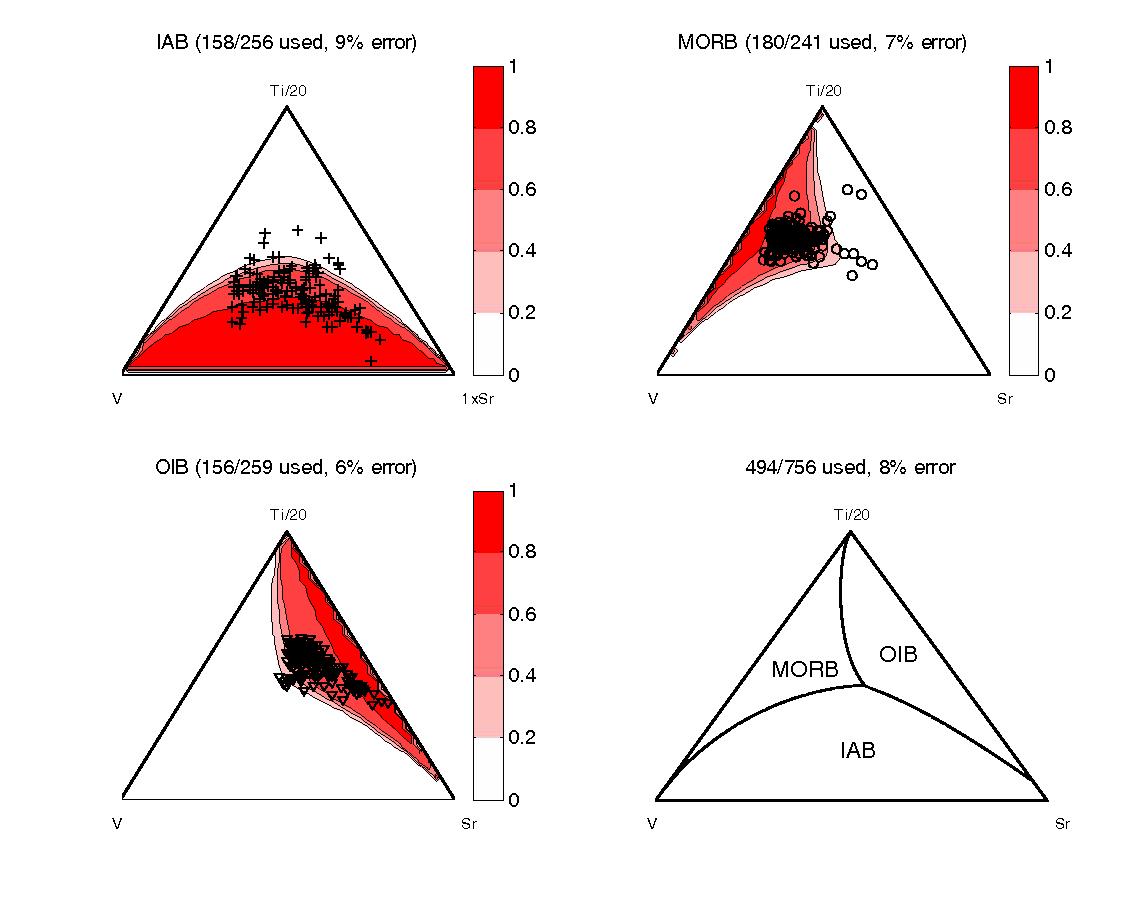 IAB (158/256 used, 9% error)
Ti/20
1
0.8
0.6
0.4
0.2
0
V
1xSr
MORB (180/241 used, 7% error)
Ti/20
1
0.8
0.6
0.4
0.2
0
V
Sr
OIB (156/259 used, 6% error)
Ti/20
1
0.8
0.6
0.4
0.2
0
V
Sr
494/756 used, 8% error
Ti/20
MORB
OIB
IAB
V
Sr